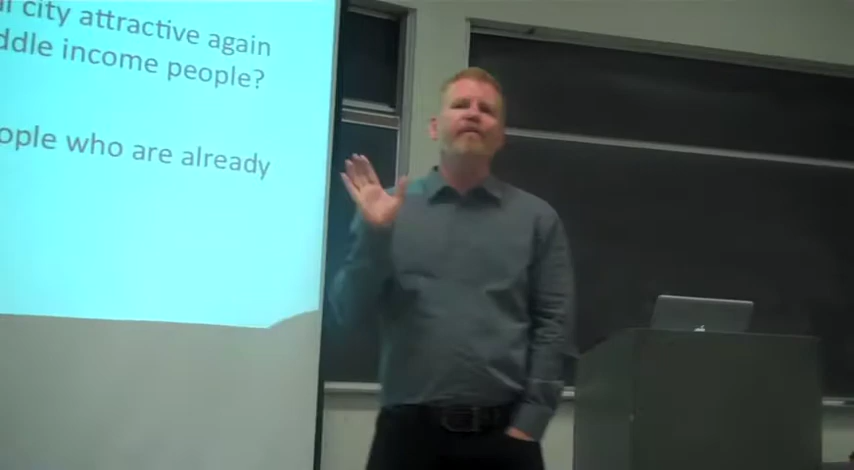 city attractive again
ddle income people?
ople who are already